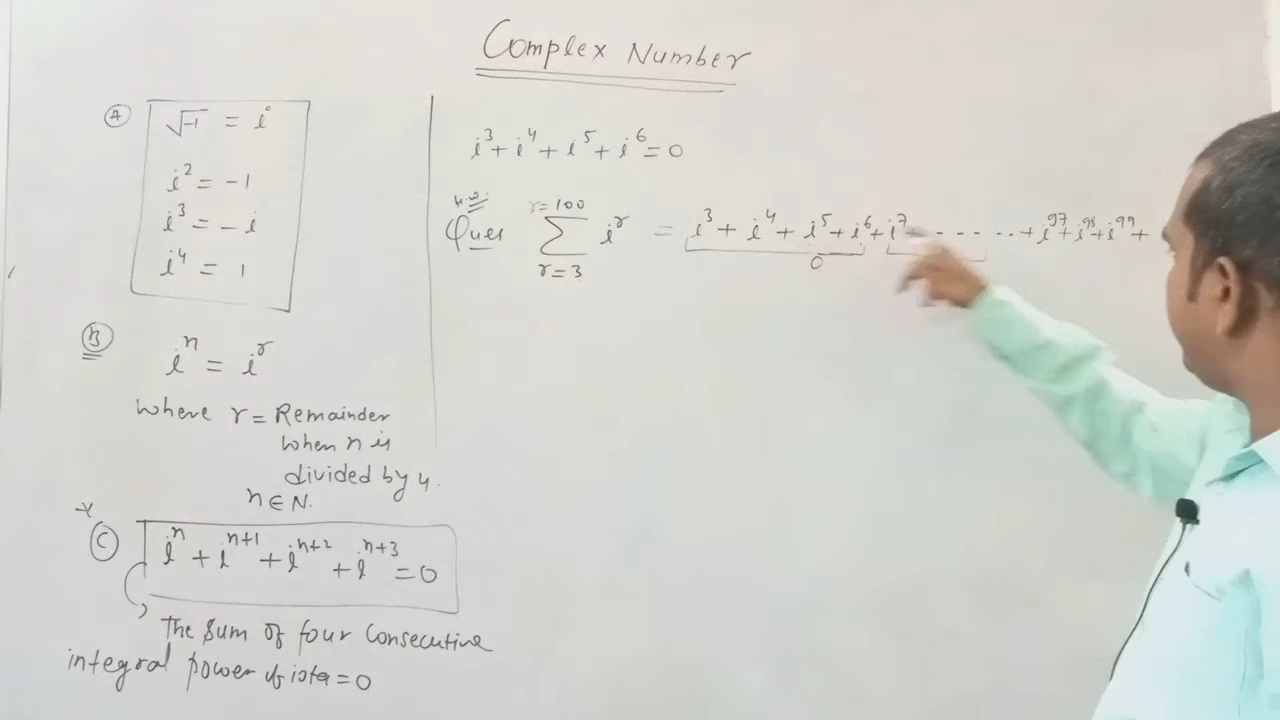 Complex Number
A
√-1 = i
i² = -1
i³ = -i
i⁴ = 1
B
iⁿ = iʳ
where r = Remainder
when n is
divided by 4.
n ∈ N.
C
iⁿ + iⁿ⁺¹ + iⁿ⁺² + iⁿ⁺³ = 0
The Sum of four Consecutive
integral power of iota = 0
i³ + i⁴ + i⁵ + i⁶ = 0
Ques
r=100
∑ iʳ = i³ + i⁴ + i⁵ + i⁶ + i⁷ + - - - .. + i⁹⁷ + i⁹⁸ + i⁹⁹ +
r=3
0